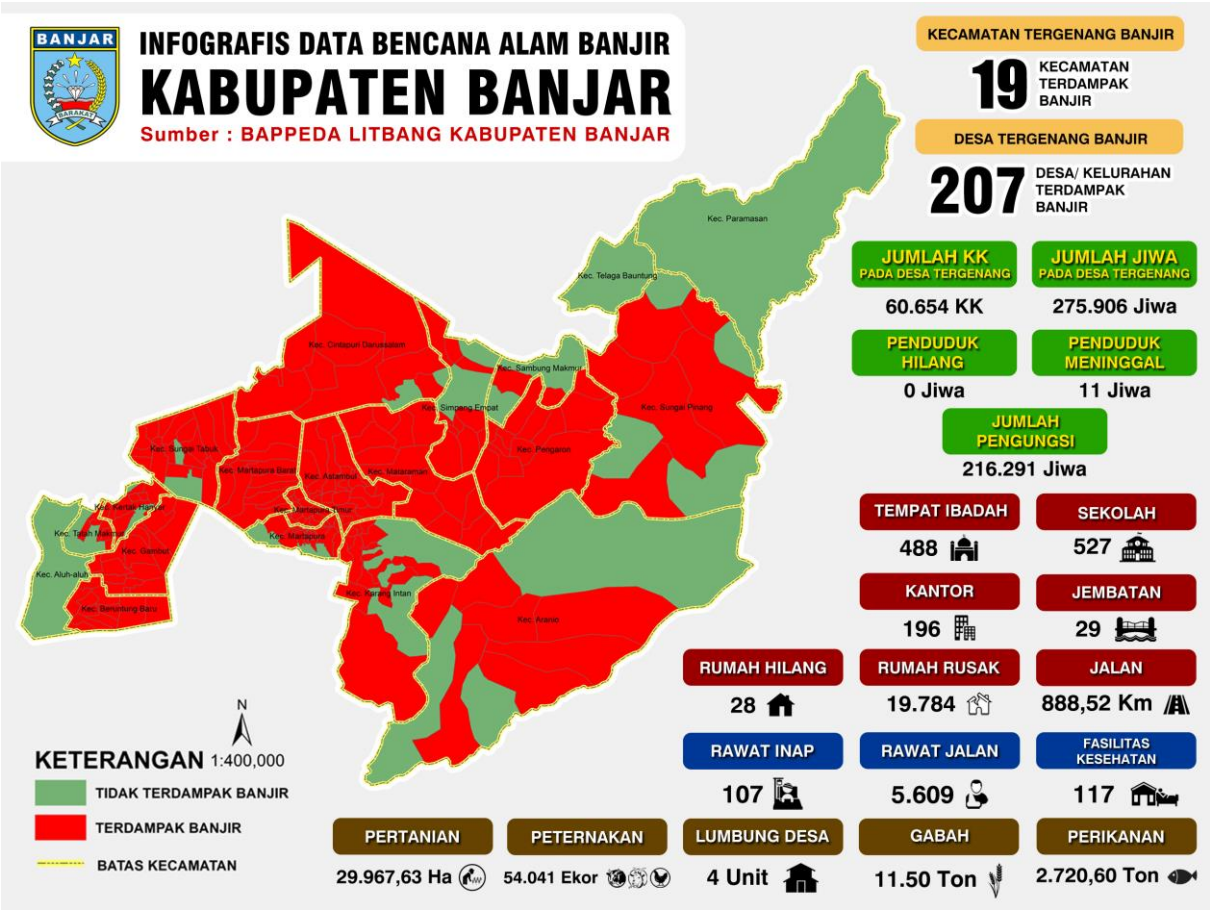 BANJAR
BARAKAT
INFOGRAFIS DATA BENCANA ALAM BANJIR
KABUPATEN BANJAR
Sumber : BAPPEDA LITBANG KABUPATEN BANJAR
KECAMATAN TERGENANG BANJIR
19 KECAMATAN
TERDAMPAK
BANJIR
DESA TERGENANG BANJIR
207 DESA/ KELURAHAN
TERDAMPAK
BANJIR
JUMLAH KK
PADA DESA TERGENANG
60.654 KK
JUMLAH JIWA
PADA DESA TERGENANG
275.906 Jiwa
PENDUDUK
HILANG
0 Jiwa
PENDUDUK
MENINGGAL
11 Jiwa
JUMLAH
PENGUNGSI
216.291 Jiwa
TEMPAT IBADAH
488
SEKOLAH
527
KANTOR
196
JEMBATAN
29
RUMAH HILANG
28
RUMAH RUSAK
19.784
JALAN
888,52 Km
RAWAT INAP
107
RAWAT JALAN
5.609
FASILITAS
KESEHATAN
117
PERTANIAN
29.967,63 Ha
PETERNAKAN
54.041 Ekor
LUMBUNG DESA
4 Unit
GABAH
11.50 Ton
PERIKANAN
2.720,60 Ton
Kec. Paramasan
Kec. Telaga Bauntung
Kec. Cintapuri Darussalam
Kec. Sambung Makmur
Kec. Simpang Empat
Kec. Sungai Pinang
Kec. Pengaron
Kec. Sungai Tabuk
Kec. Martapura Barat
Kec. Astambul
Kec. Mataraman
Kec. Martapura Timur
Kec. Martapura
Kec. Kertak Hanyar
Kec. Tatah Makmur
Kec. Gambut
Kec. Aluh-aluh
Kec. Beruntung Baru
Kec. Karang Intan
Kec. Aranio
N
KETERANGAN 1:400,000
TIDAK TERDAMPAK BANJIR
TERDAMPAK BANJIR
BATAS KECAMATAN